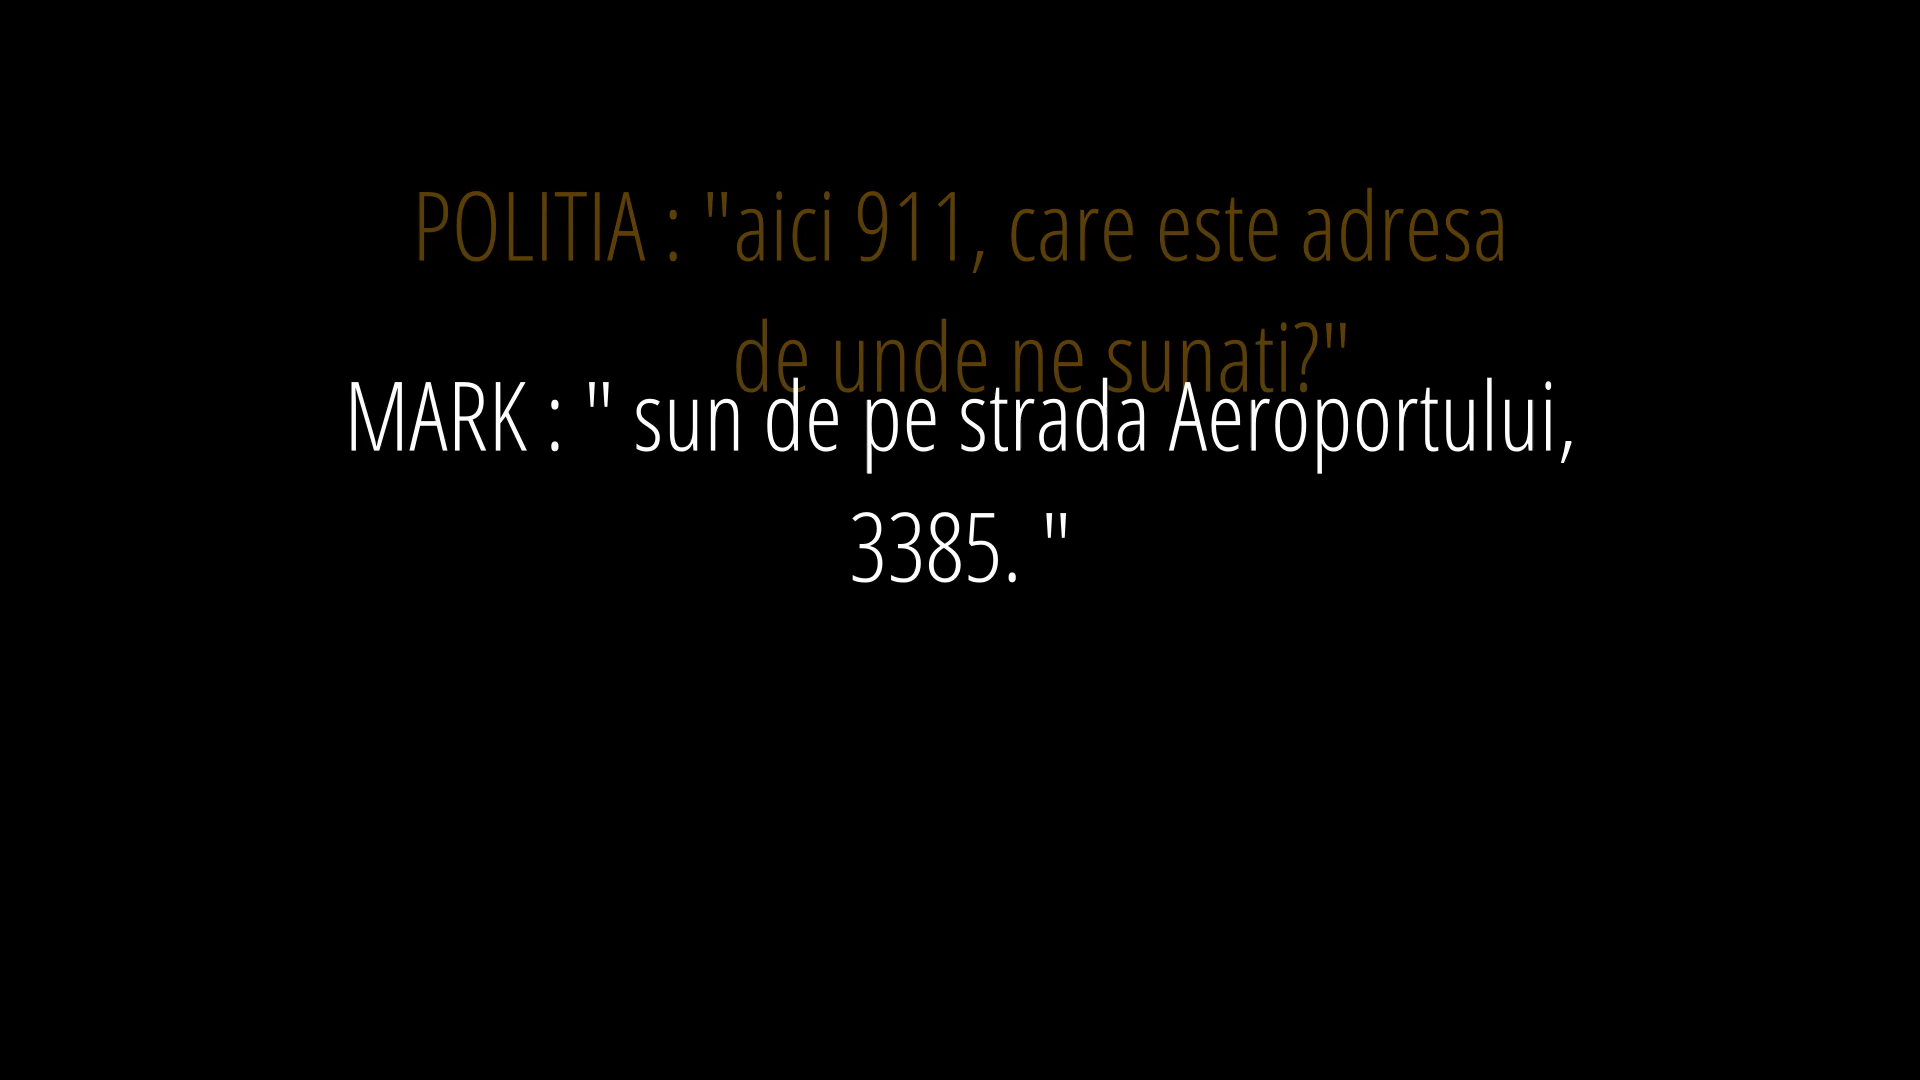 POLITIA : "aici 911, care este adresa
de unde ne sunati?"
MARK : " sun de pe strada Aeroportului,
3385. "